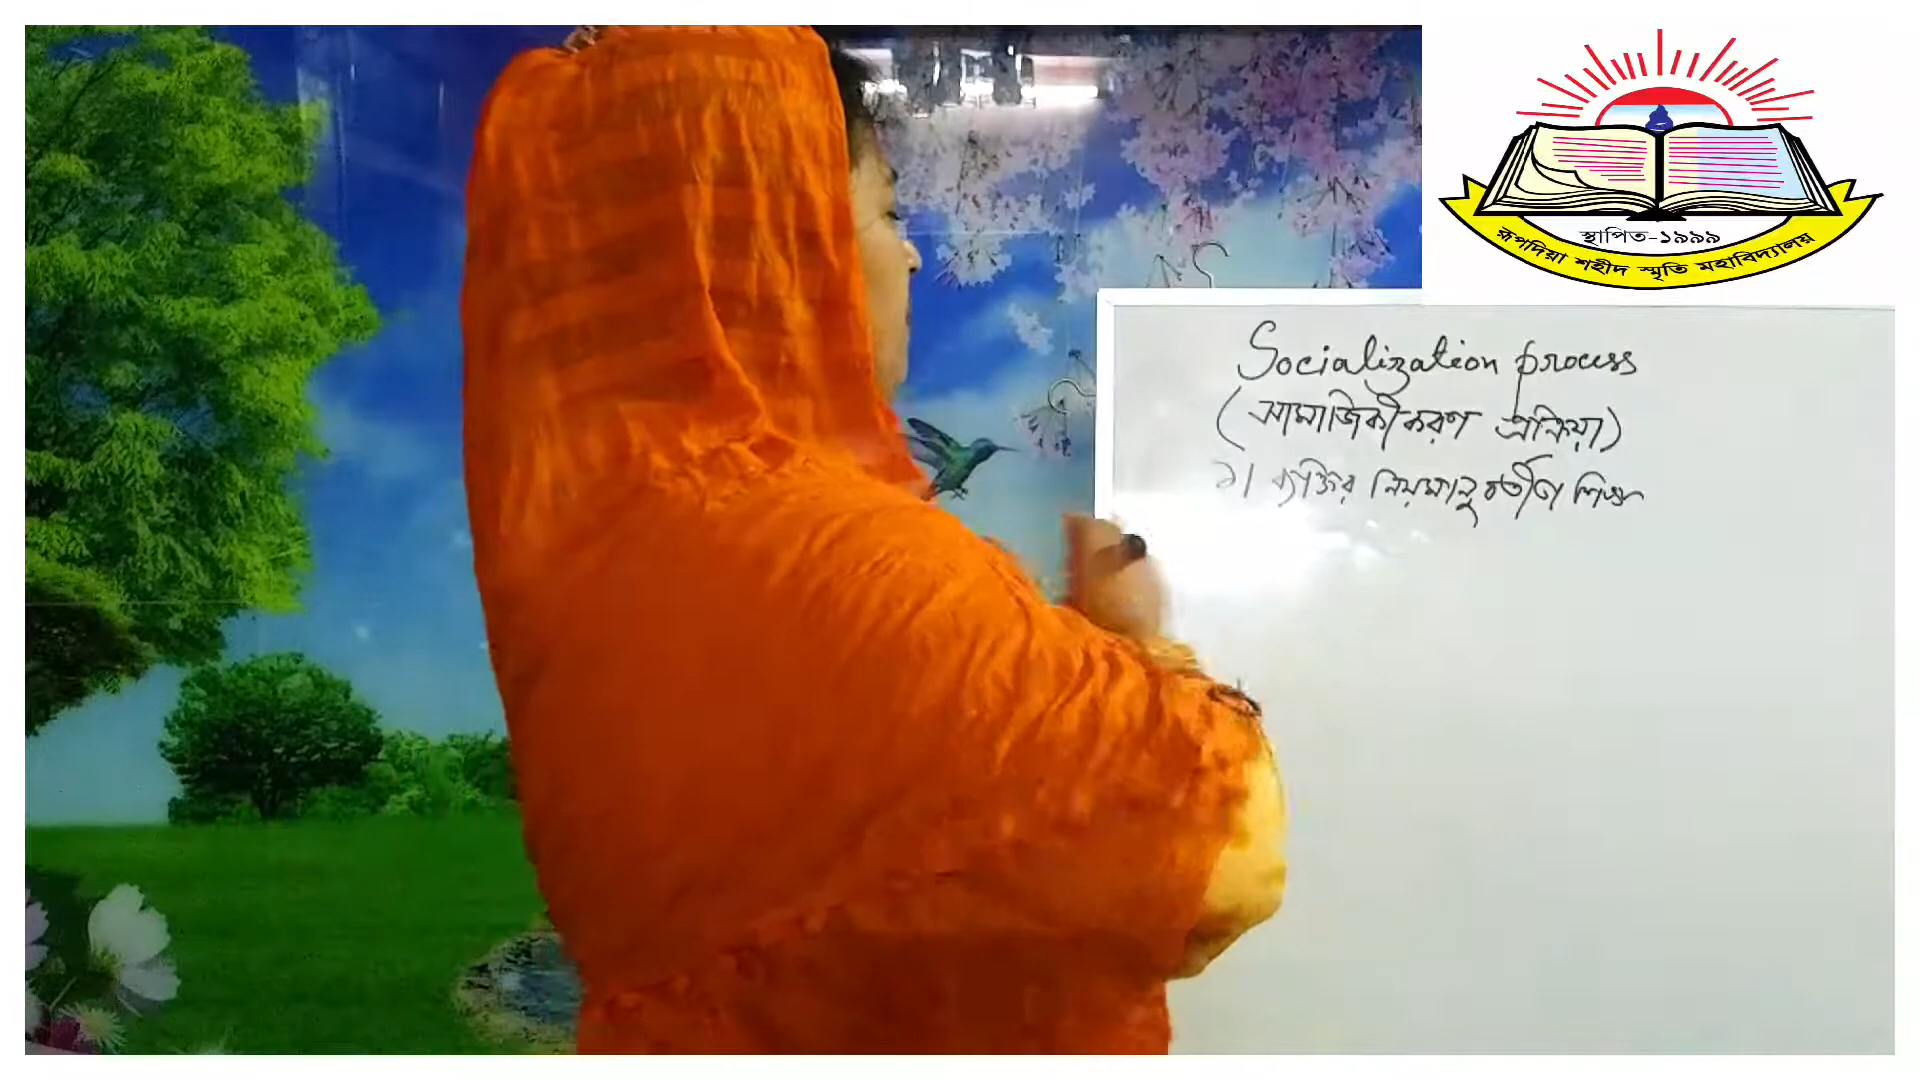 স্থাপিত-১৯৯৯
রূপদিয়া শহীদ স্মৃতি মহাবিদ্যালয়
Socialization process
(সামাজিকীকরণ প্রক্রিয়া)
১। ব্যক্তির নিয়মানুবর্তীতা শিক্ষা